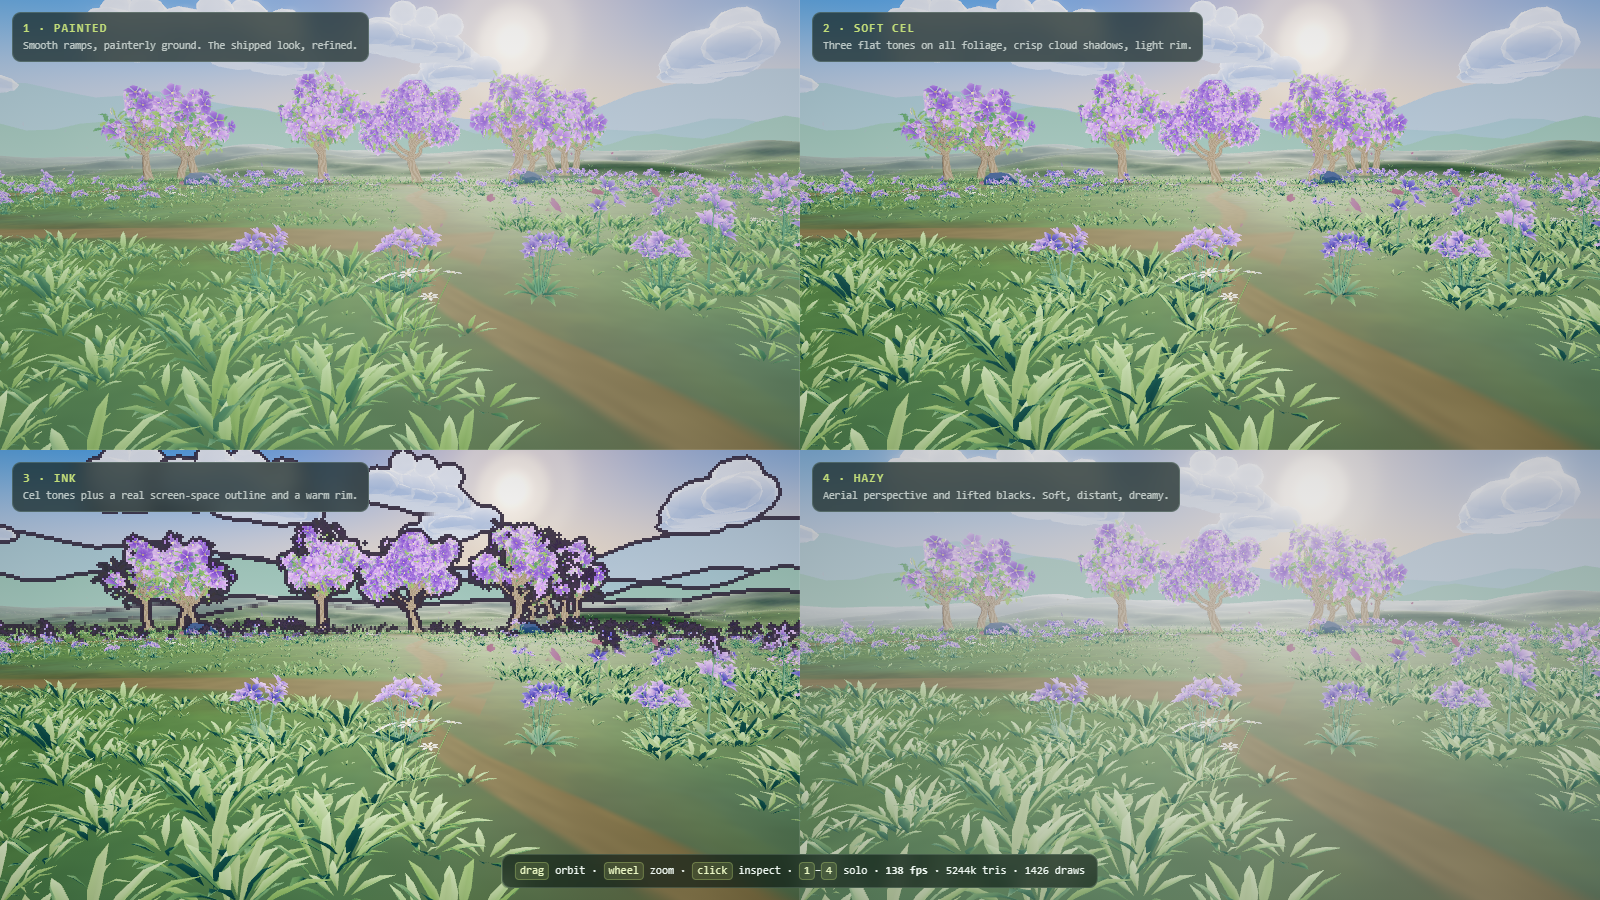 1 · PAINTED
Smooth ramps, painterly ground. The shipped look, refined.
2 · SOFT CEL
Three flat tones on all foliage, crisp cloud shadows, light rim.
3 · INK
Cel tones plus a real screen-space outline and a warm rim.
4 · HAZY
Aerial perspective and lifted blacks. Soft, distant, dreamy.
drag orbit · wheel zoom · click inspect · 1–4 solo · 138 fps · 5244k tris · 1426 draws